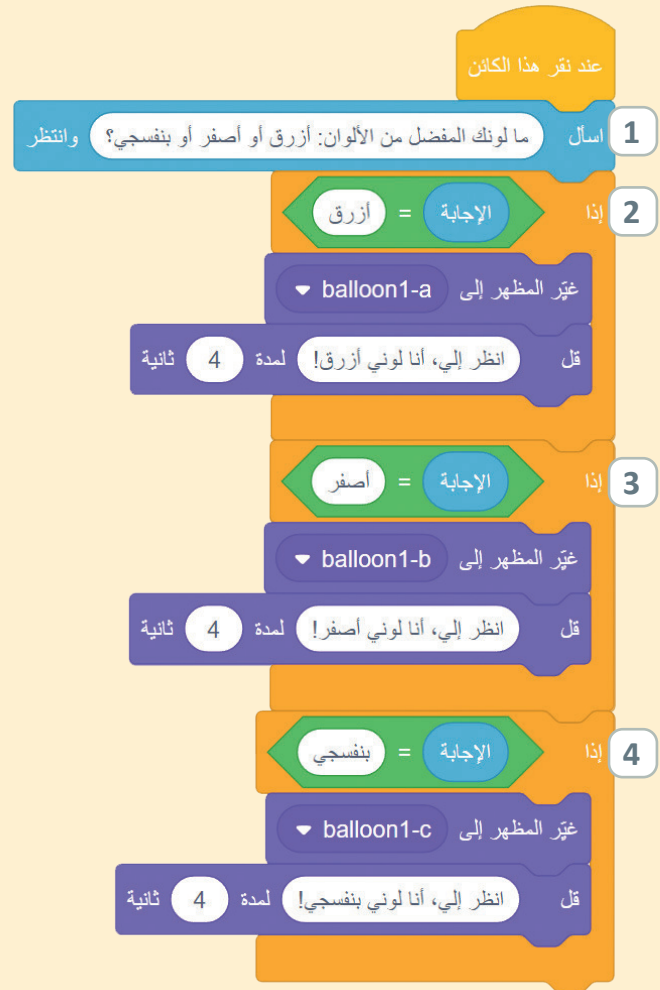 عند نقر هذا الكائن
1 اسأل ما لونك المفضل من الألوان: أزرق أو أصفر أو بنفسجي؟ وانتظر
2 إذا الإجابة = أزرق
غيّر المظهر إلى balloon1-a
قل انظر إلي، أنا لوني أزرق! لمدة 4 ثانية
3 إذا الإجابة = أصفر
غيّر المظهر إلى balloon1-b
قل انظر إلي، أنا لوني أصفر! لمدة 4 ثانية
4 إذا الإجابة = بنفسجي
غيّر المظهر إلى balloon1-c
قل انظر إلي، أنا لوني بنفسجي! لمدة 4 ثانية